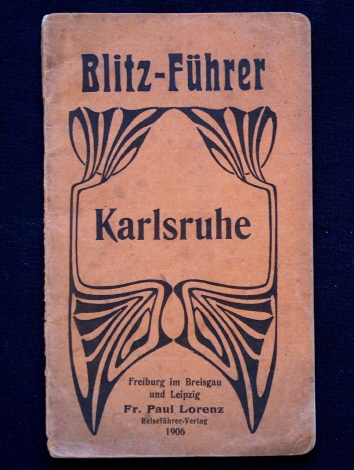 Blitz-Führer
Karlsruhe
Freiburg im Breisgau
und Leipzig
Fr. Paul Lorenz
Reiseführer-Verlag
1906